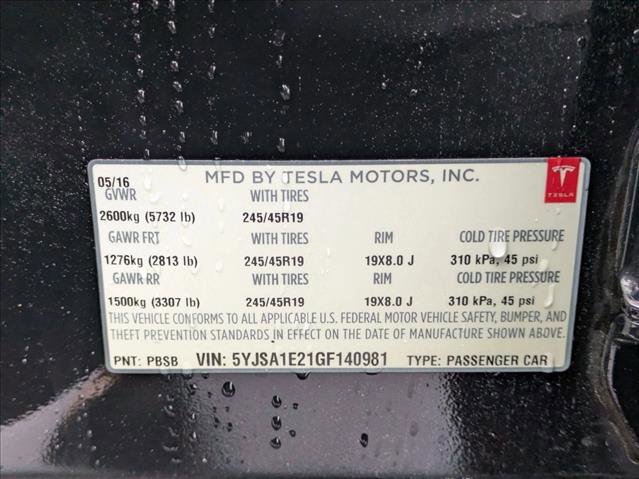 05/16 MFD BY TESLA MOTORS, INC.
GVWR WITH TIRES
TESLA
2600kg (5732 lb) 245/45R19
GAWR FRT WITH TIRES RIM COLD TIRE PRESSURE
1276kg (2813 lb) 245/45R19 19X8.0 J 310 kPa, 45 psi
GAWR RR WITH TIRES RIM COLD TIRE PRESSURE
1500kg (3307 lb) 245/45R19 19X8.0 J 310 kPa, 45 psi
THIS VEHICLE CONFORMS TO ALL APPLICABLE U.S. FEDERAL MOTOR VEHICLE SAFETY, BUMPER, AND
THEFT PREVENTION STANDARDS IN EFFECT ON THE DATE OF MANUFACTURE SHOWN ABOVE.
PNT: PBSB VIN: 5YJSA1E21GF140981 TYPE: PASSENGER CAR